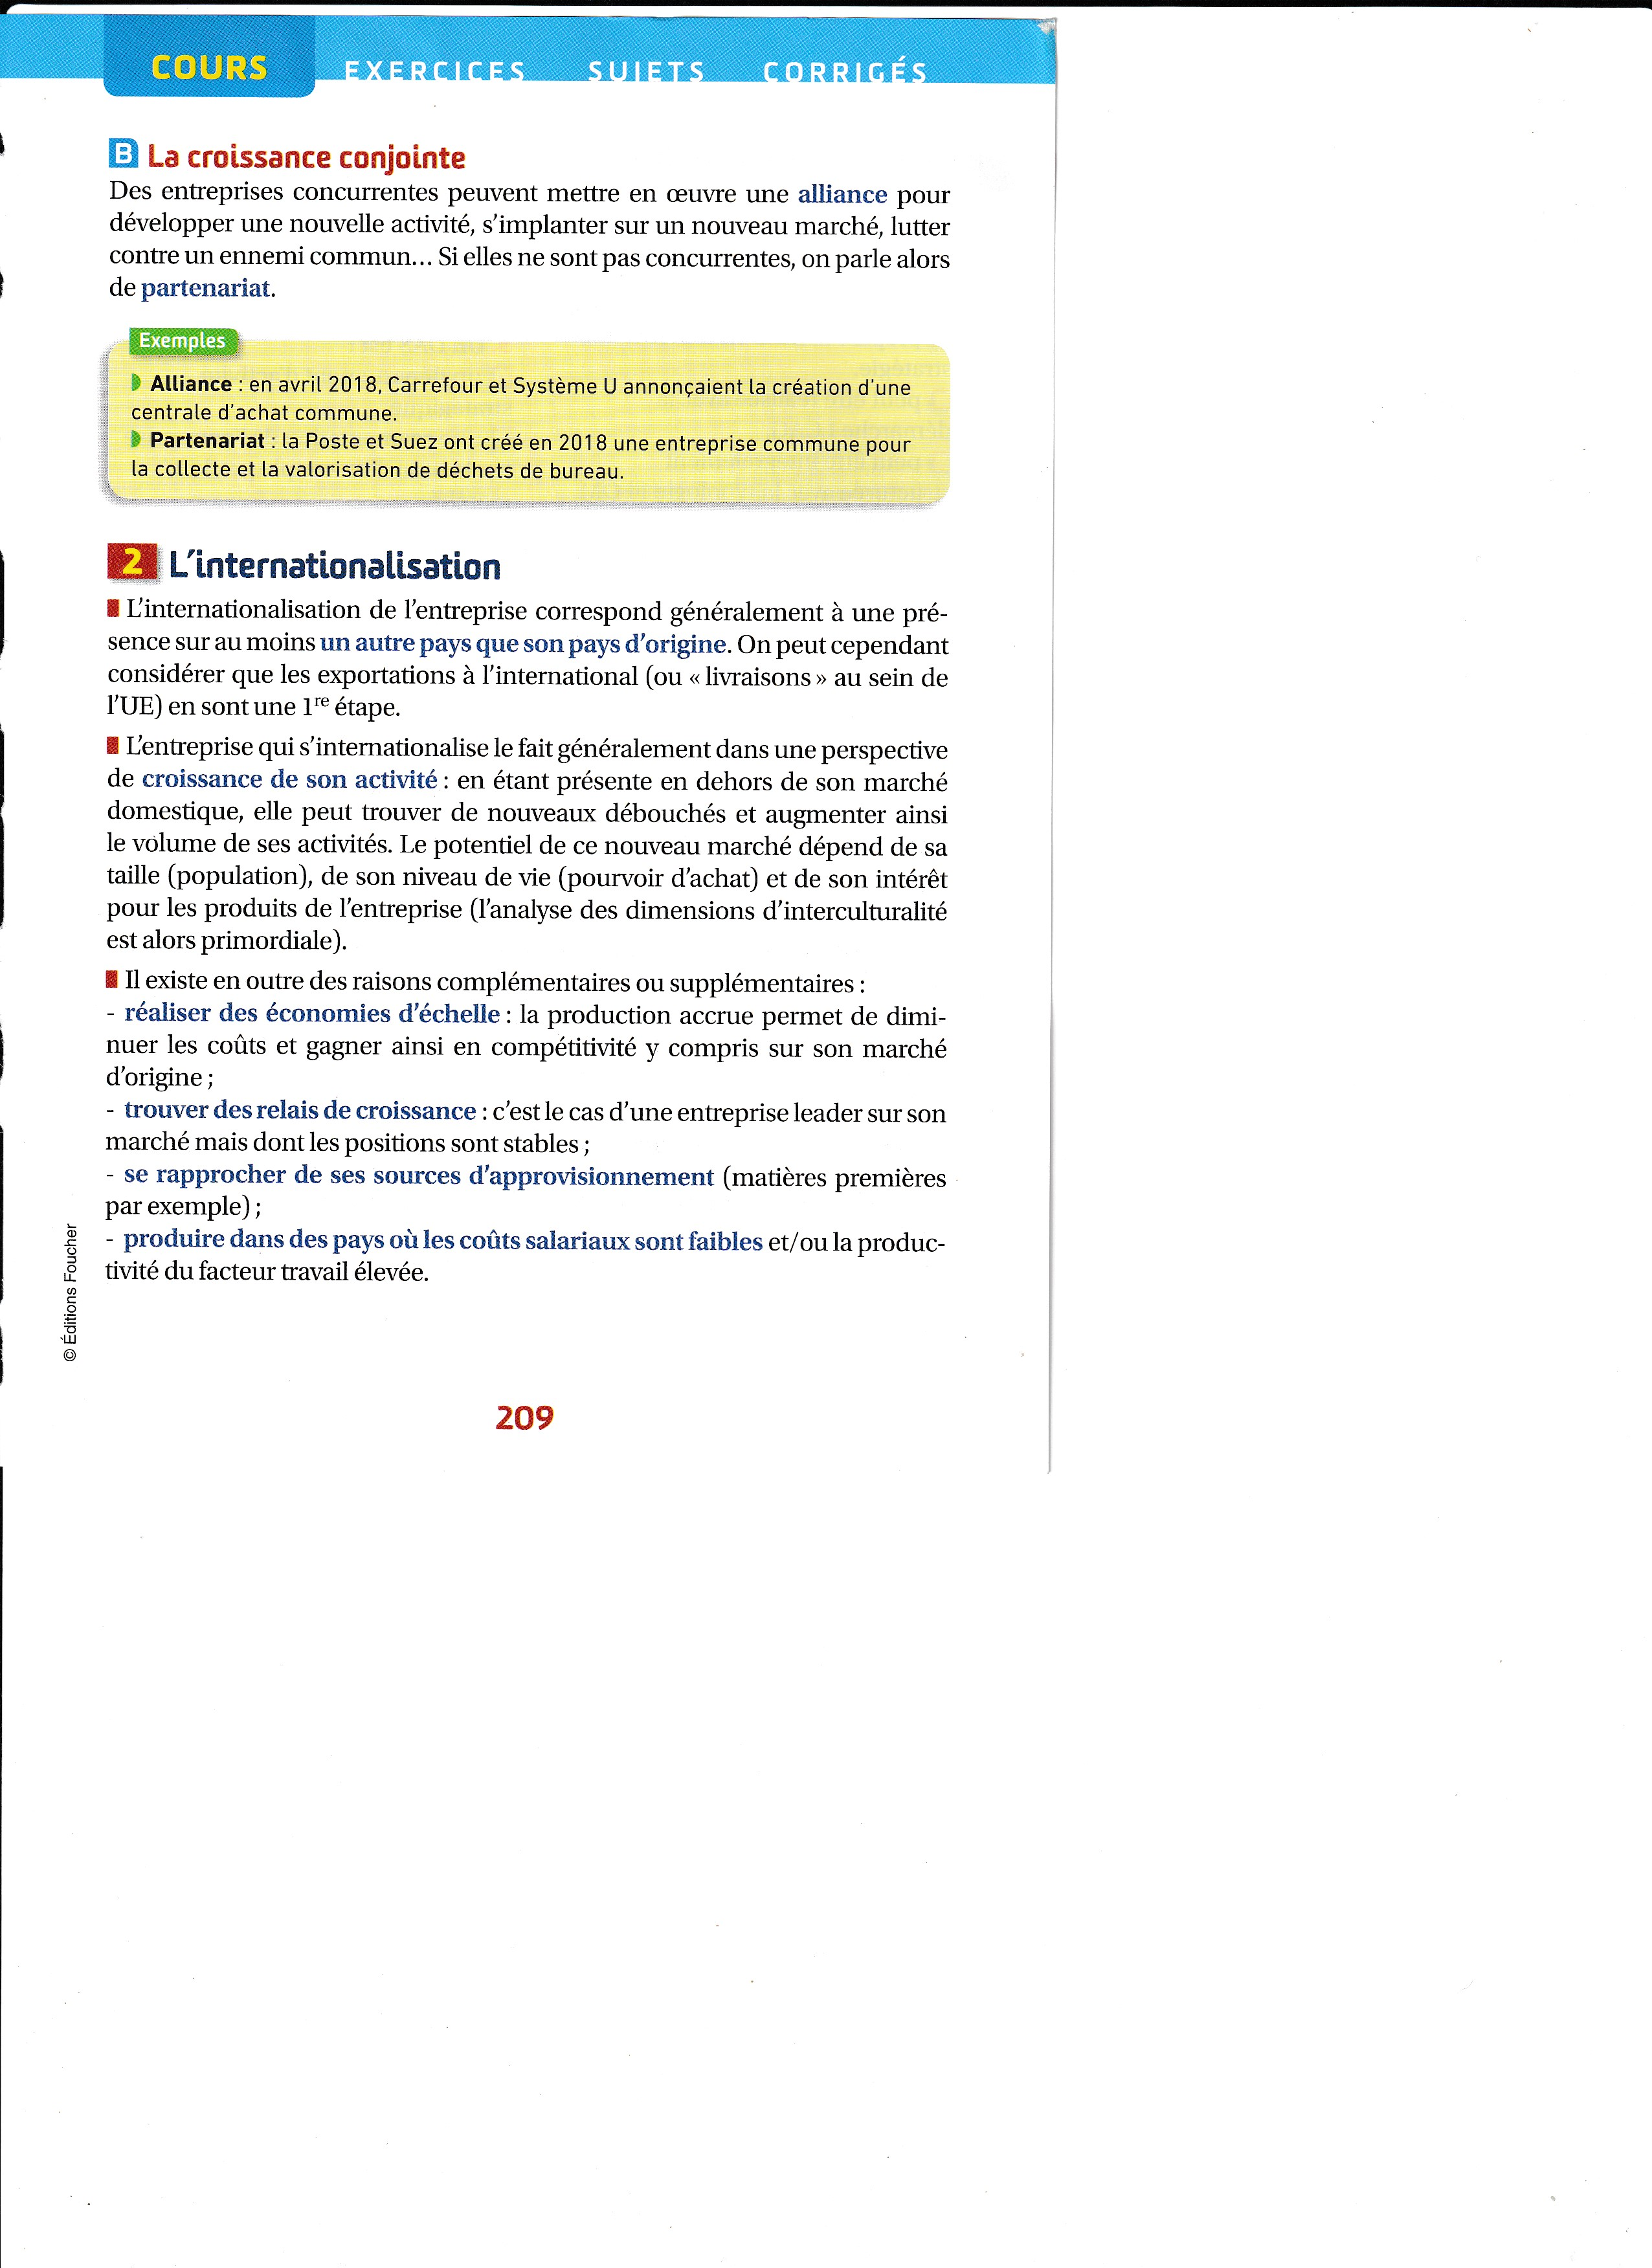 COURS EXERCICES SUJETS CORRIGÉS
B La croissance conjointe
Des entreprises concurrentes peuvent mettre en œuvre une alliance pour
développer une nouvelle activité, s'implanter sur un nouveau marché, lutter
contre un ennemi commun... Si elles ne sont pas concurrentes, on parle alors
de partenariat.
Exemples
Alliance : en avril 2018, Carrefour et Système U annonçaient la création d'une
centrale d'achat commune.
Partenariat : la Poste et Suez ont créé en 2018 une entreprise commune pour
la collecte et la valorisation de déchets de bureau.
2 L'internationalisation
L'internationalisation de l'entreprise correspond généralement à une pré-
sence sur au moins un autre pays que son pays d'origine. On peut cependant
considérer que les exportations à l'international (ou « livraisons » au sein de
l'UE) en sont une 1re étape.
L'entreprise qui s'internationalise le fait généralement dans une perspective
de croissance de son activité : en étant présente en dehors de son marché
domestique, elle peut trouver de nouveaux débouchés et augmenter ainsi
le volume de ses activités. Le potentiel de ce nouveau marché dépend de sa
taille (population), de son niveau de vie (pourvoir d'achat) et de son intérêt
pour les produits de l'entreprise (l'analyse des dimensions d'interculturalité
est alors primordiale).
Il existe en outre des raisons complémentaires ou supplémentaires :
- réaliser des économies d'échelle : la production accrue permet de dimi-
nuer les coûts et gagner ainsi en compétitivité y compris sur son marché
d'origine ;
- trouver des relais de croissance : c'est le cas d'une entreprise leader sur son
marché mais dont les positions sont stables ;
- se rapprocher de ses sources d'approvisionnement (matières premières
par exemple) ;
- produire dans des pays où les coûts salariaux sont faibles et/ou la produc-
tivité du facteur travail élevée.
© Éditions Foucher
209